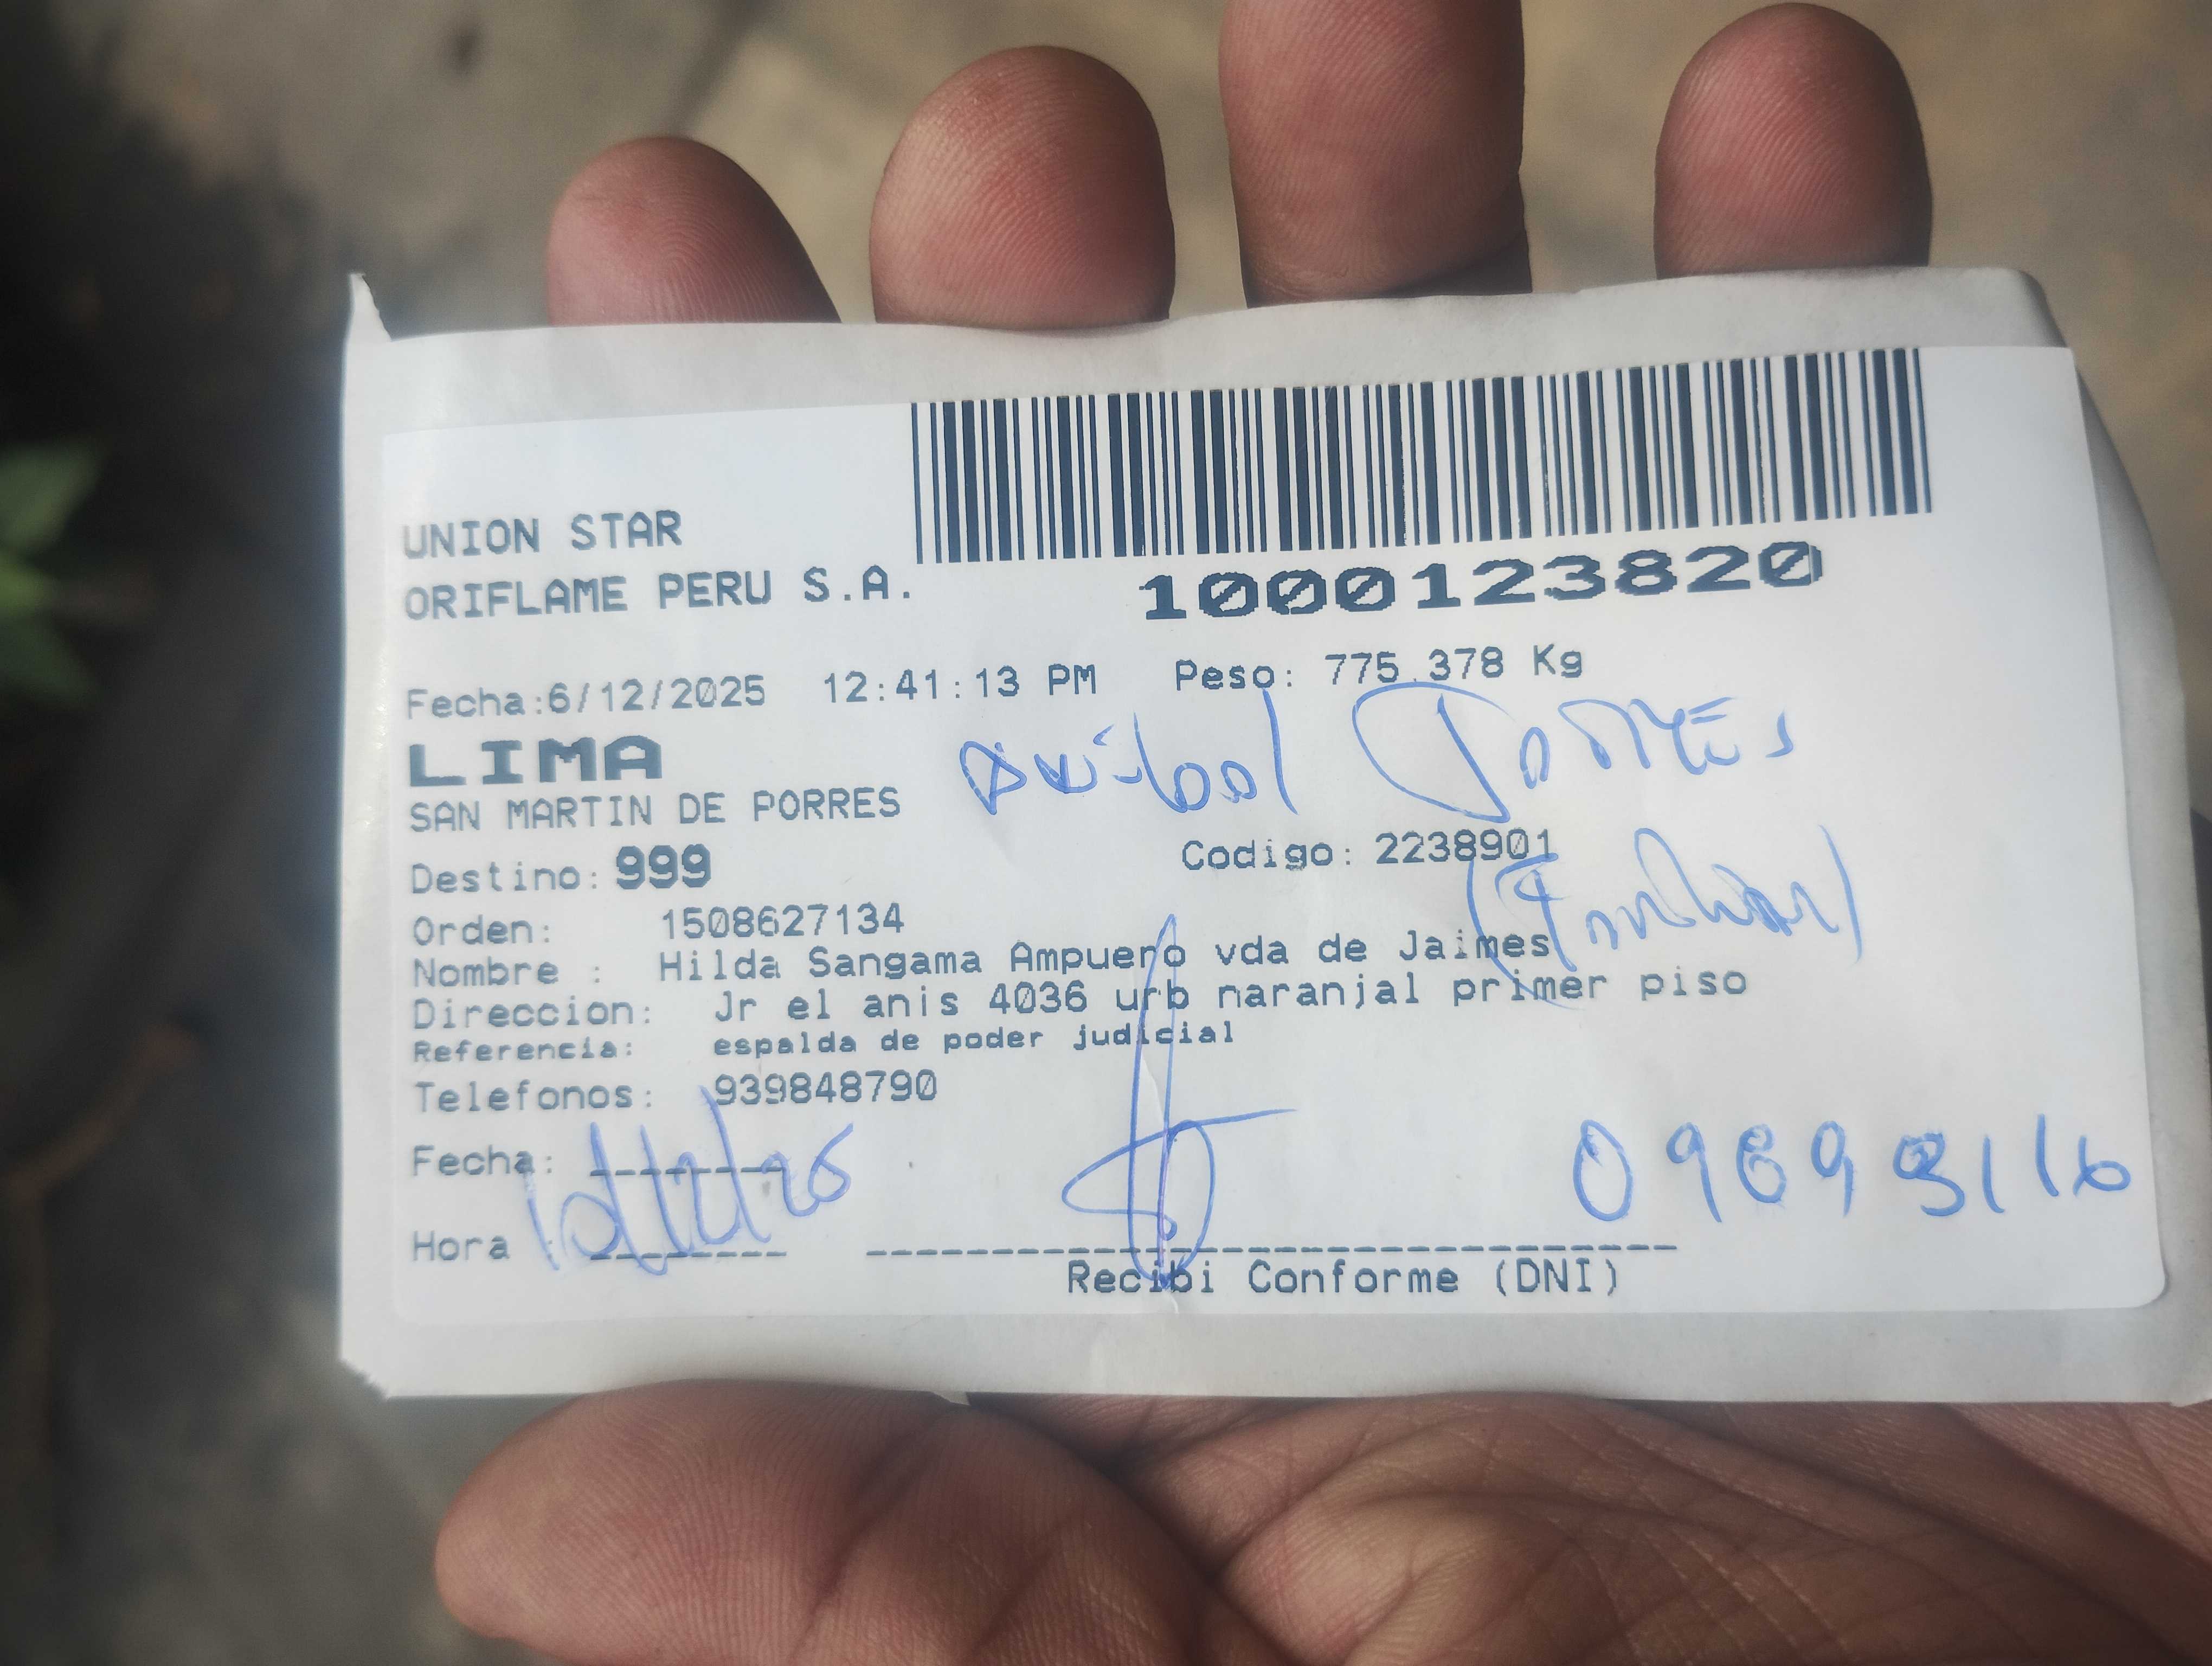 UNION STAR
ORIFLAME PERU S.A.
1000123820
Fecha:6/12/2025 12:41:13 PM Peso: 775.378 Kg
LIMA
SAN MARTIN DE PORRES
Destino: 999
Codigo: 2238901
Orden: 1508627134
Nombre : Hilda Sangama Ampuero vda de Jaimes
Direccion: Jr el anis 4036 urb naranjal primer piso
Referencia: espalda de poder judicial
Telefonos: 939848790
Fecha:
Hora :
Recibi Conforme (DNI)